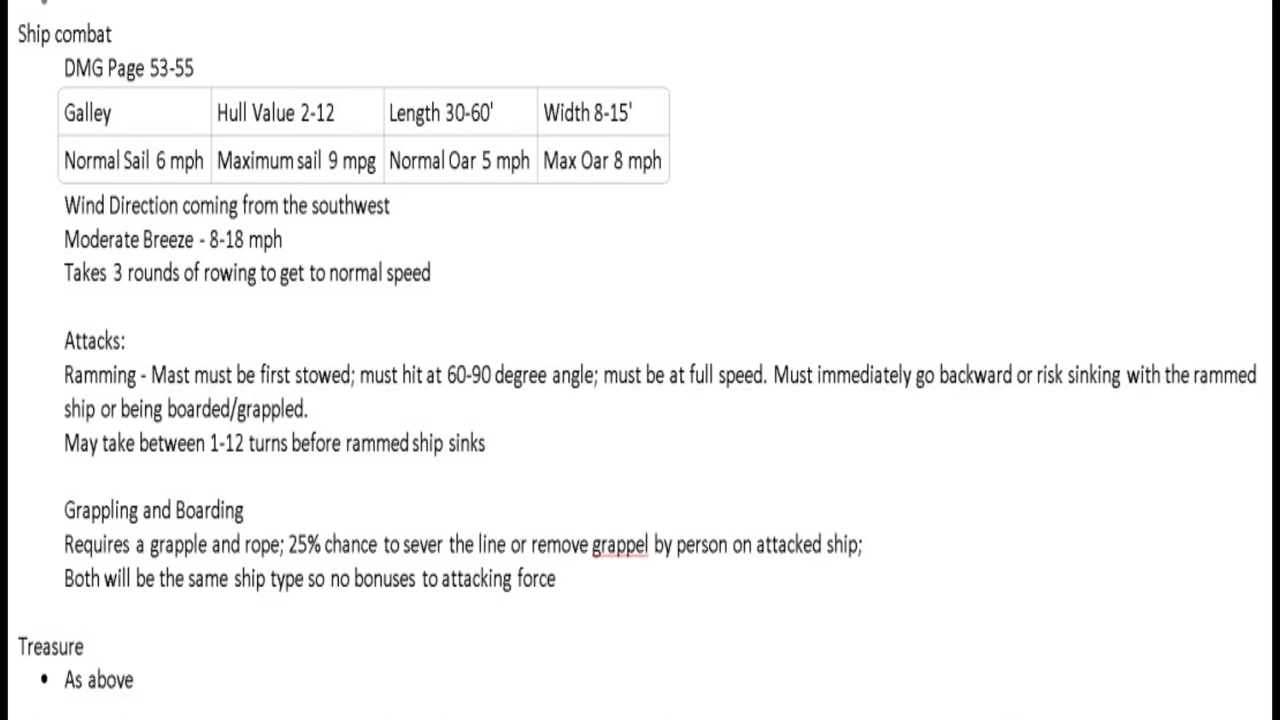 Ship combat
DMG Page 53-55
Galley Hull Value 2-12 Length 30-60' Width 8-15'
Normal Sail 6 mph Maximum sail 9 mpg Normal Oar 5 mph Max Oar 8 mph
Wind Direction coming from the southwest
Moderate Breeze - 8-18 mph
Takes 3 rounds of rowing to get to normal speed
Attacks:
Ramming - Mast must be first stowed; must hit at 60-90 degree angle; must be at full speed. Must immediately go backward or risk sinking with the rammed
ship or being boarded/grappled.
May take between 1-12 turns before rammed ship sinks
Grappling and Boarding
Requires a grapple and rope; 25% chance to sever the line or remove grappel by person on attacked ship;
Both will be the same ship type so no bonuses to attacking force
Treasure
• As above